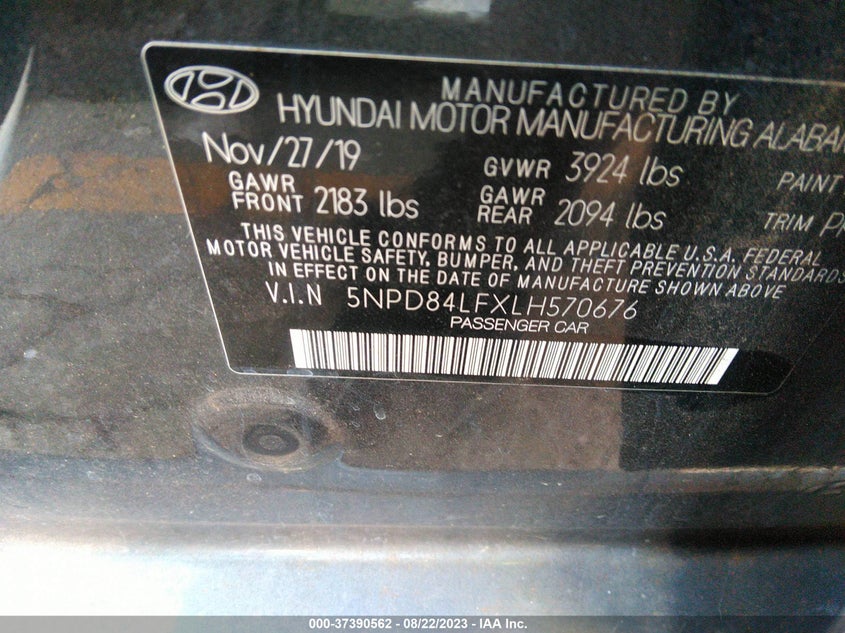 MANUFACTURED BY
HYUNDAI MOTOR MANUFACTURING
Nov/27/19 GVWR 3924 lbs PAINT
GAWR FRONT 2183 lbs GAWR REAR 2094 lbs TRIM
THIS VEHICLE CONFORMS TO ALL APPLICABLE U.S.A. FEDERAL
MOTOR VEHICLE SAFETY, BUMPER, AND THEFT PREVENTION STANDARDS
IN EFFECT ON THE DATE OF MANUFACTURE SHOWN ABOVE
V.I.N 5NPD84LFXLH570676
PASSENGER CAR
000-37390562 - 08/22/2023 - IAA Inc.